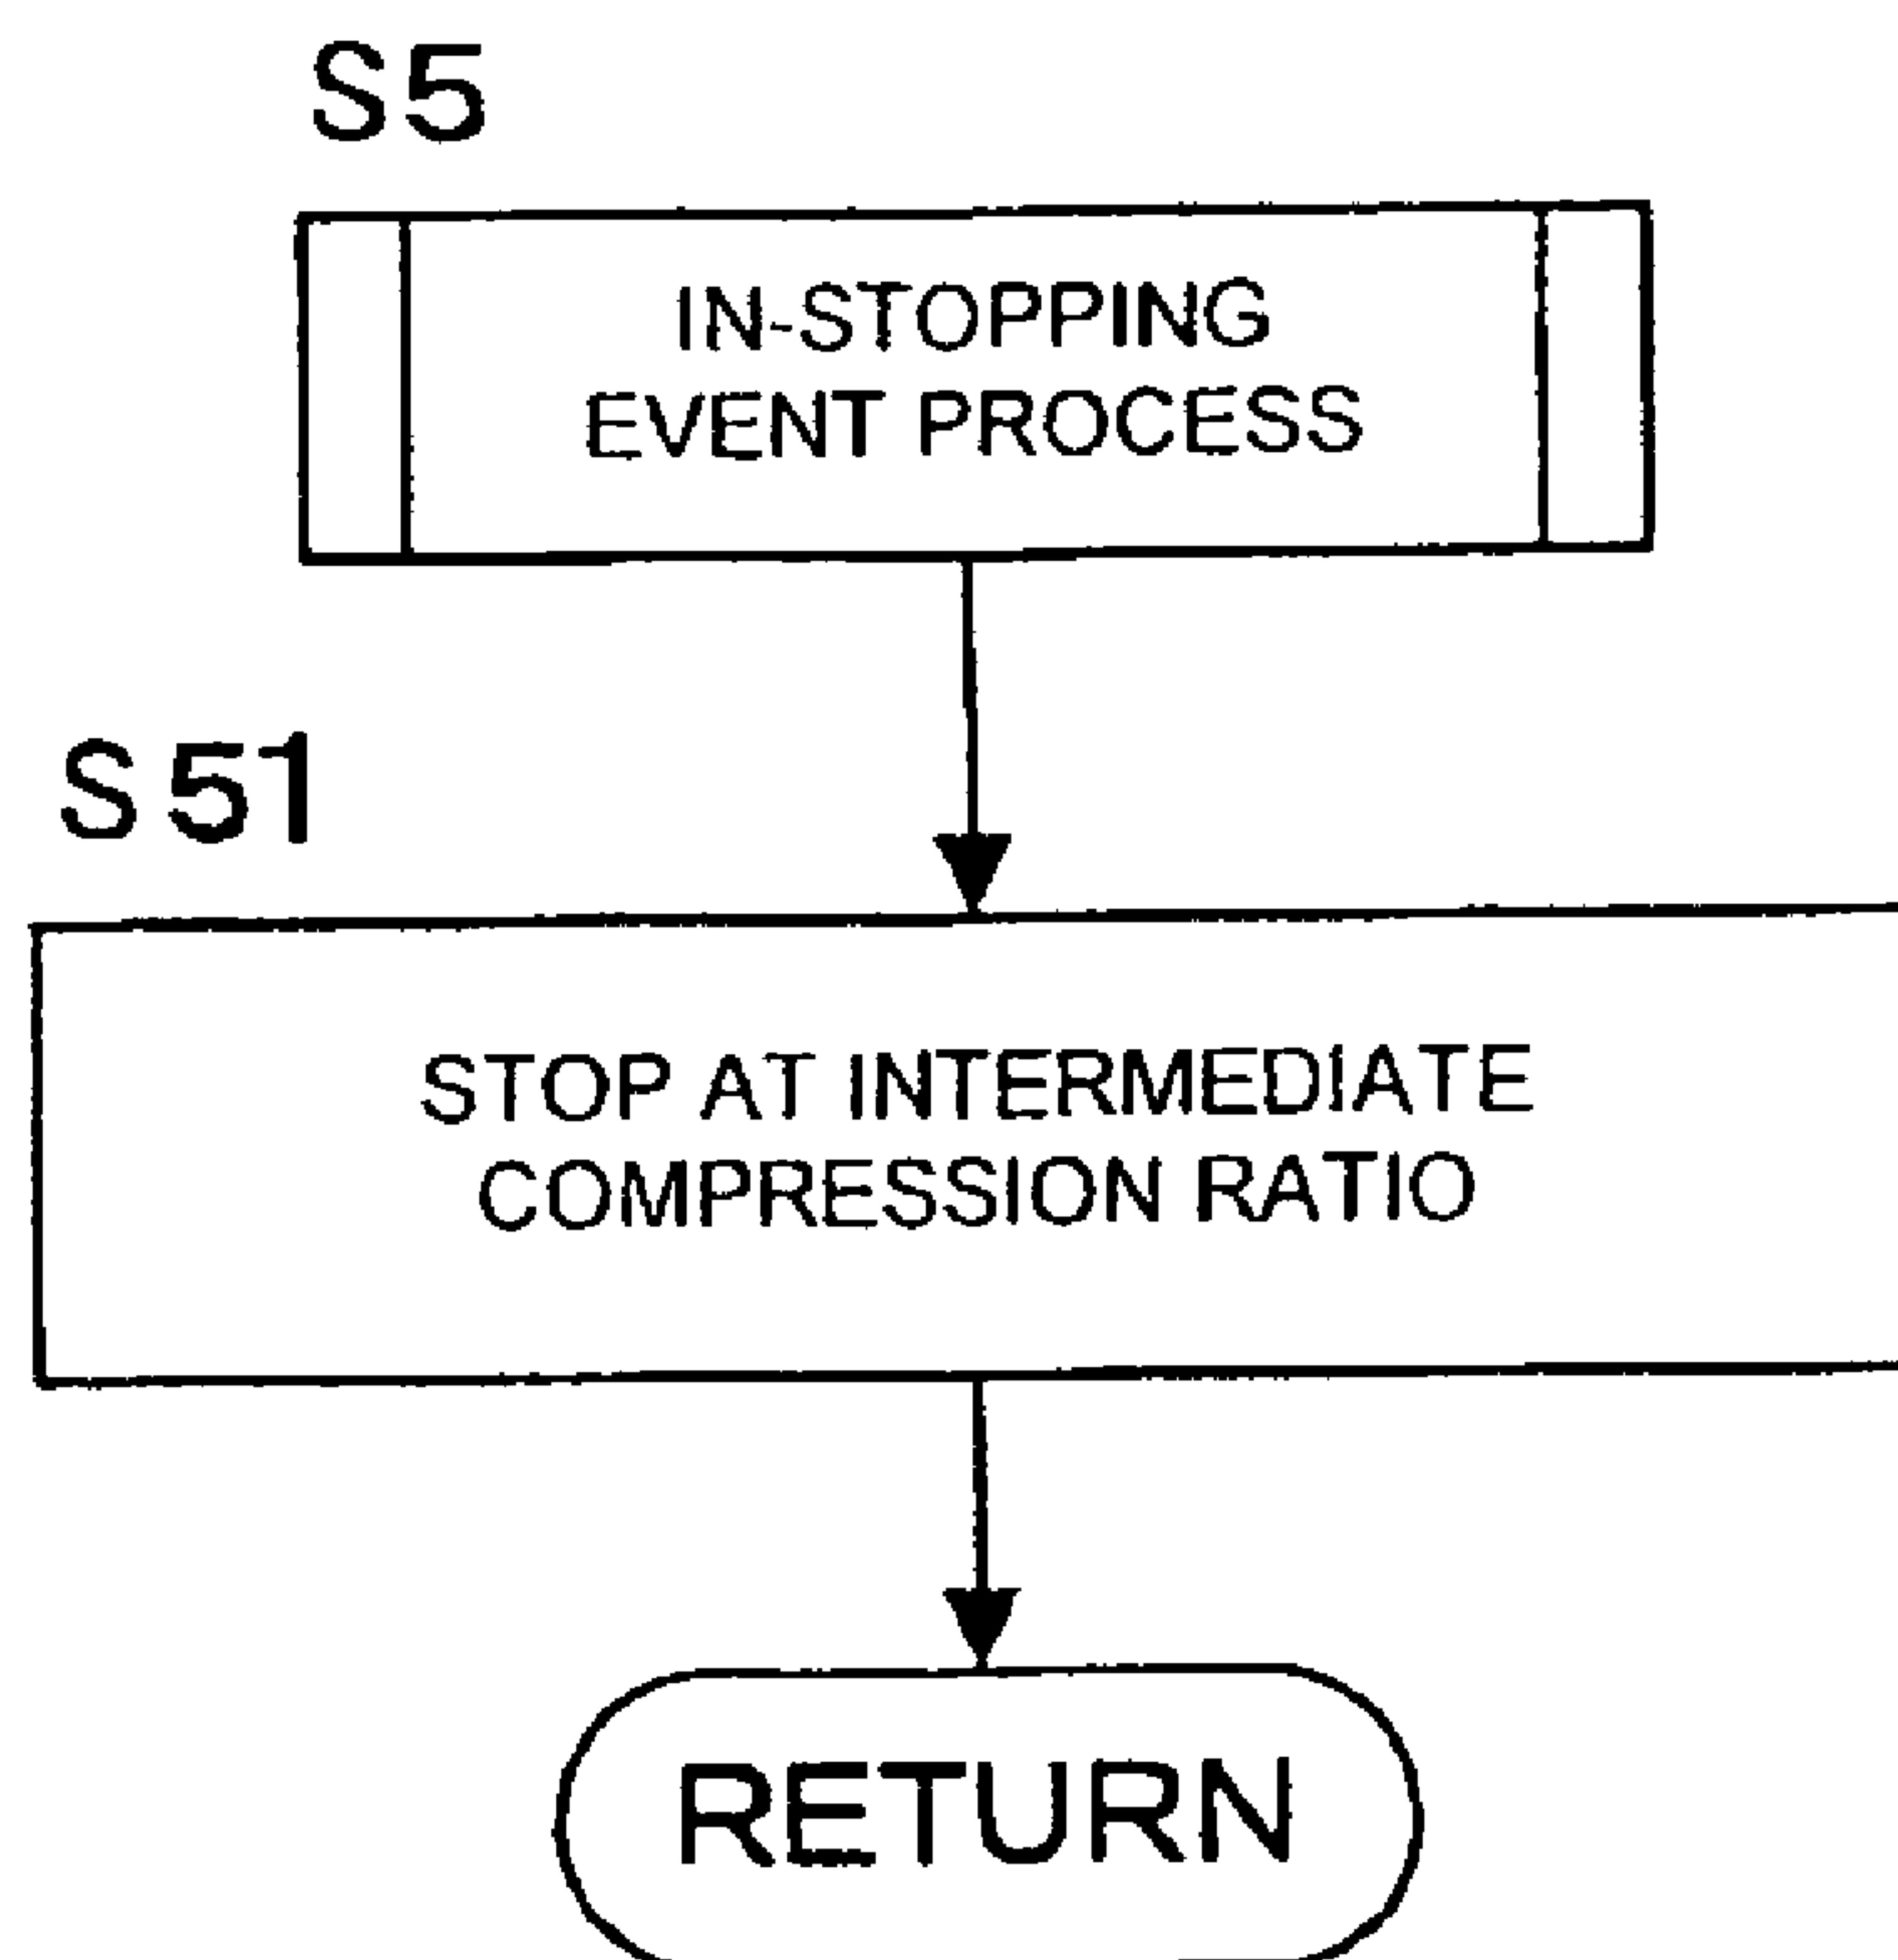 S5
IN-STOPPING
EVENT PROCESS
S51
STOP AT INTERMEDIATE
COMPRESSION RATIO
RETURN